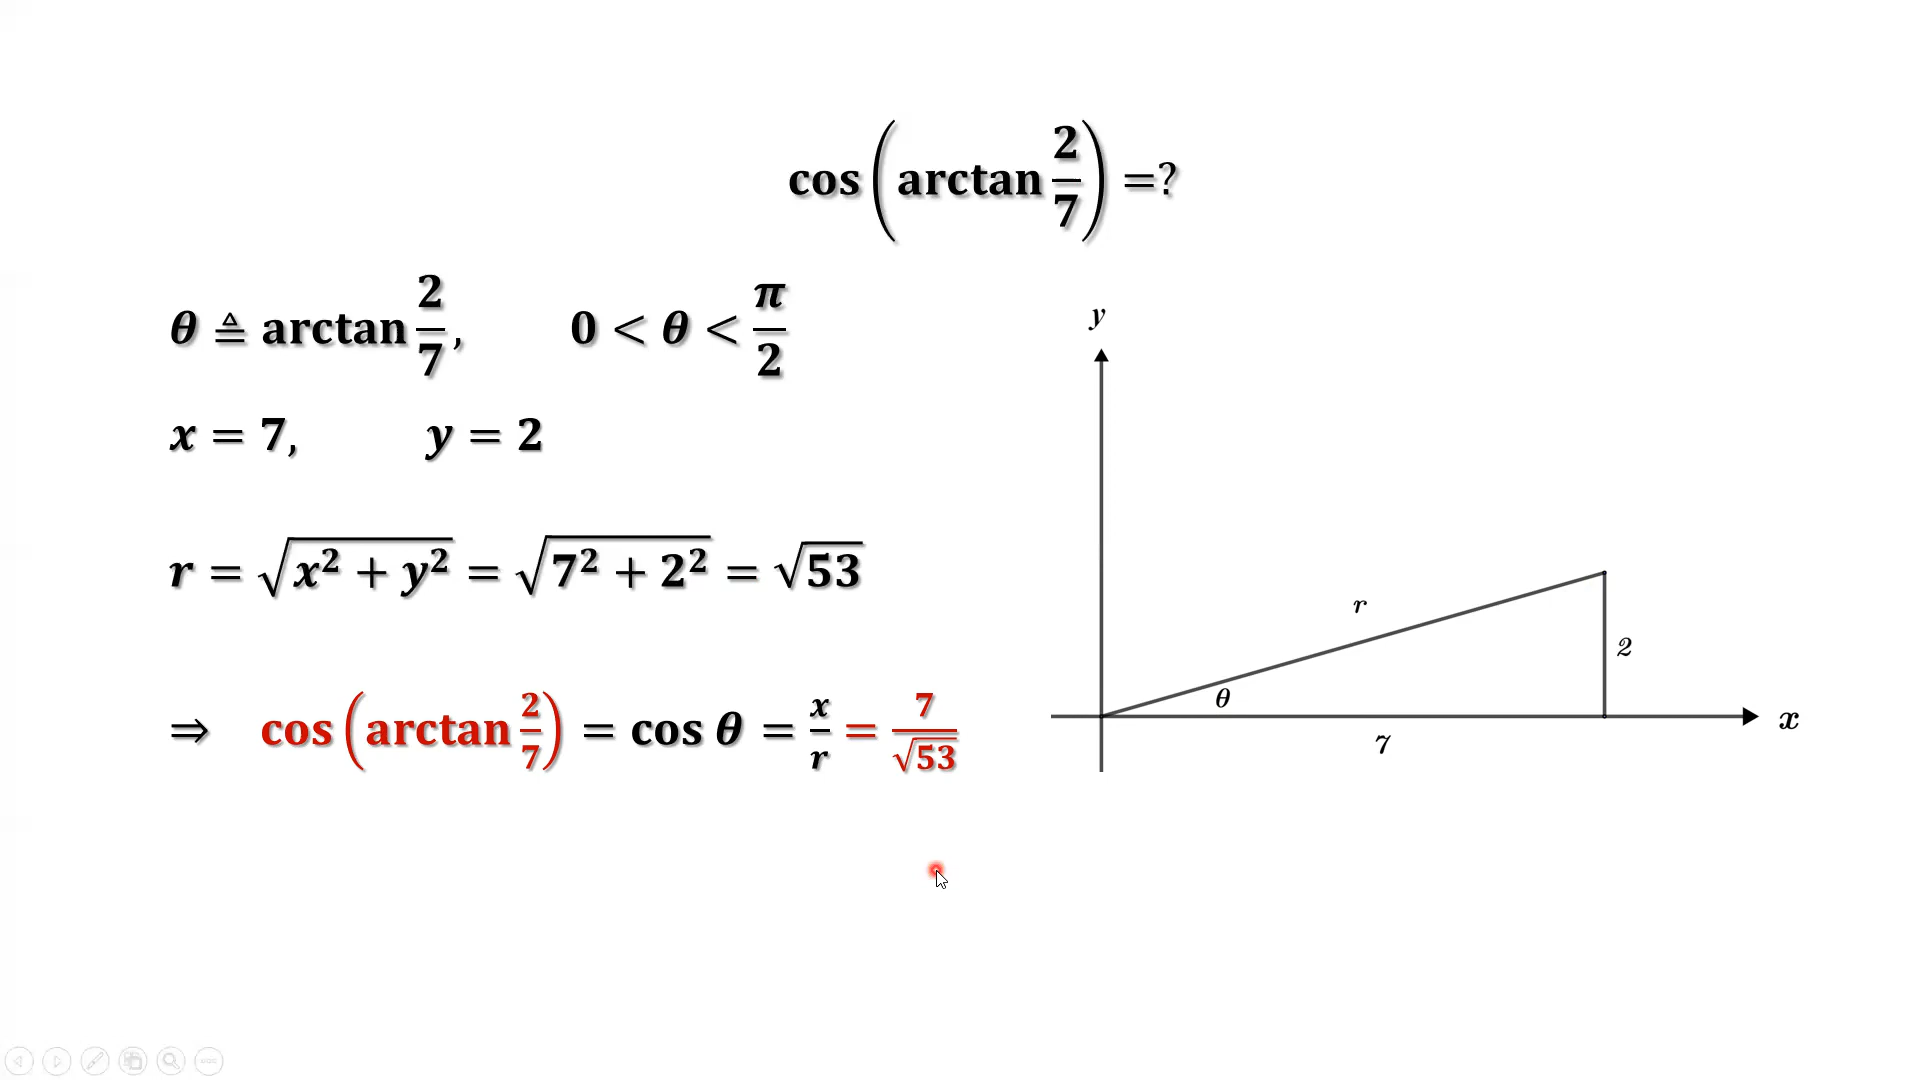 cos(arctan 2/7) =?
θ ≜ arctan 2/7, 0 < θ < π/2
x = 7, y = 2
r = √(x² + y²) = √(7² + 2²) = √53
⇒ cos(arctan 2/7) = cos θ = x/r = 7/√53
y
r
2
θ
x
7